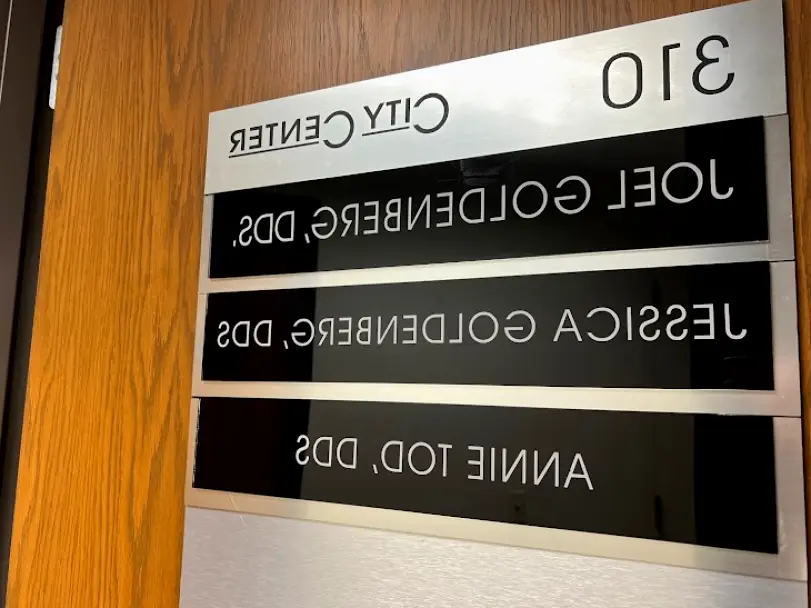 310
CITY CENTER
JOEL GOLDENBERG, DDS.
JESSICA GOLDENBERG, DDS
ANNIE TOD, DDS